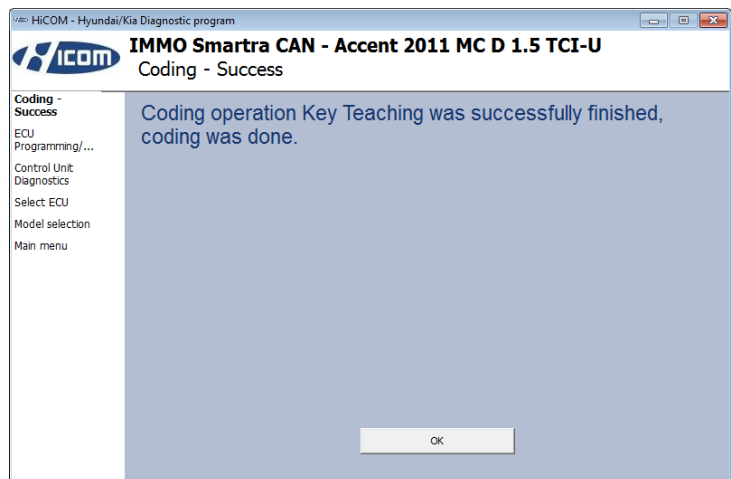 HiCOM - Hyundai/Kia Diagnostic program
Hicom
IMMO Smartra CAN - Accent 2011 MC D 1.5 TCI-U
Coding - Success
Coding -
Success
ECU
Programming/...
Control Unit
Diagnostics
Select ECU
Model selection
Main menu
Coding operation Key Teaching was successfully finished,
coding was done.
OK